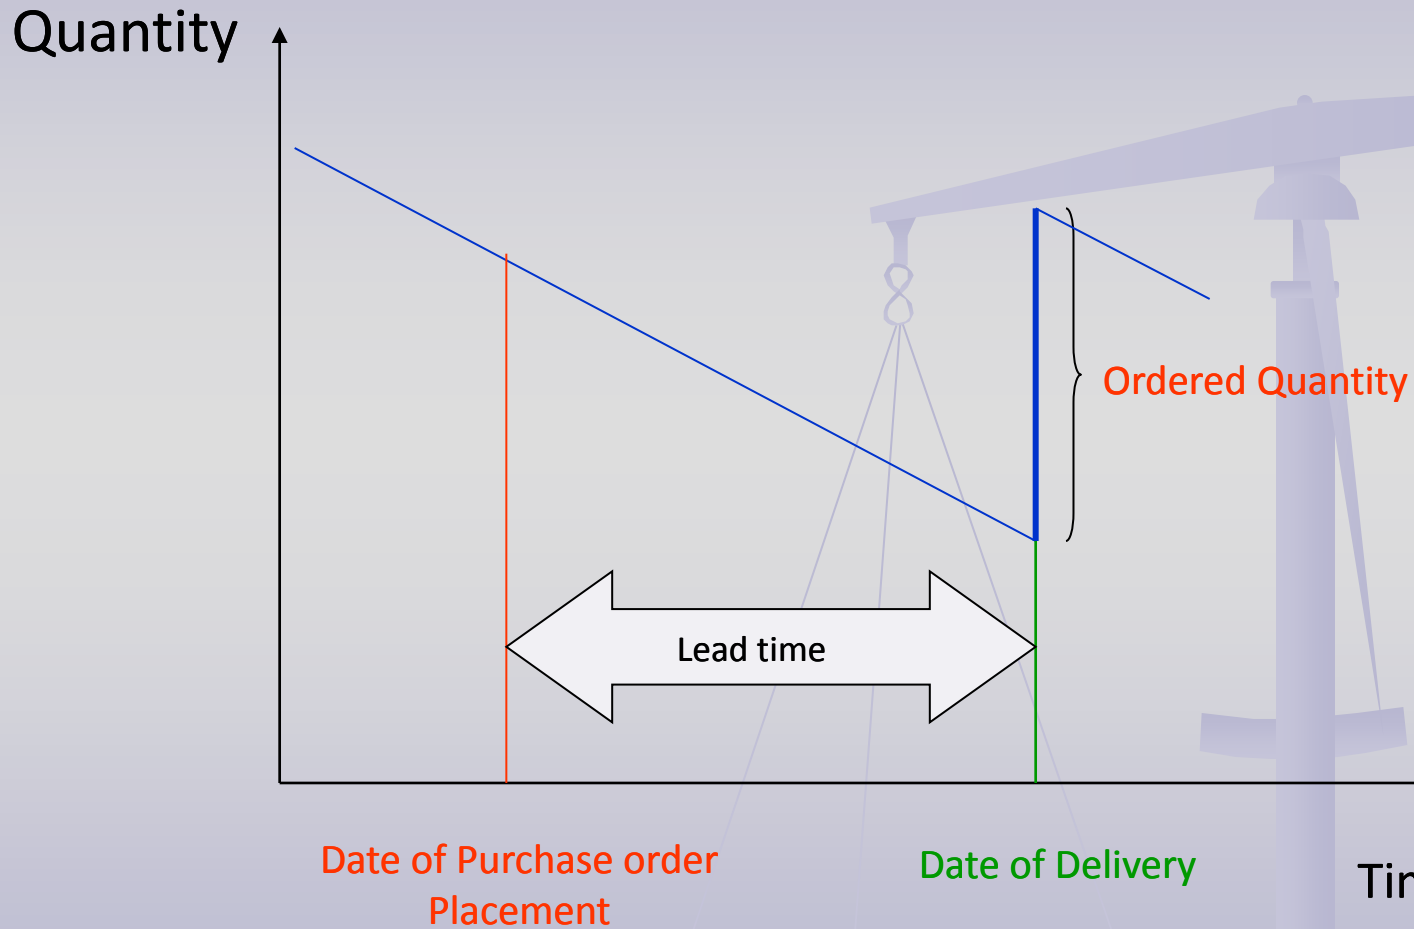 Quantity
Ordered Quantity
Lead time
Date of Purchase order
Placement
Date of Delivery